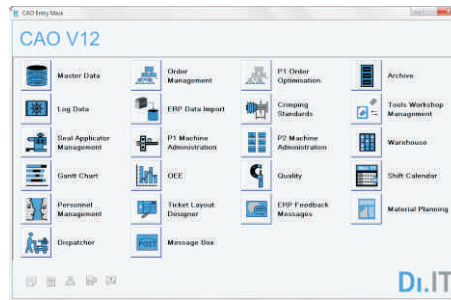 CAO Entry Mask
CAO V12
Master Data
Order
Management
P1 Order
Optimisation
Archive
Log Data
ERP Data Import
Crimping
Standards
Tools Workshop
Management
Seal Applicator
Management
P1 Machine
Administration
P2 Machine
Administration
Warehouse
Gantt Chart
OEE
Quality
Shift Calendar
Personnel
Management
Ticket Layout
Designer
ERP Feedback
Messages
Material Planning
Dispatcher
POST
Message Box
DI.IT